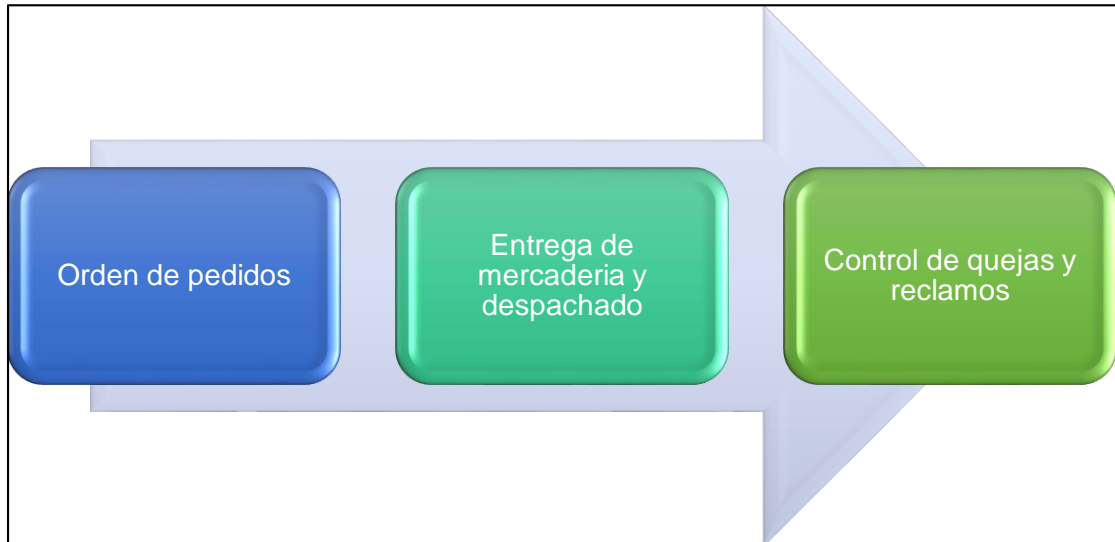 Orden de pedidos
Entrega de
mercaderia y
despachado
Control de quejas y
reclamos